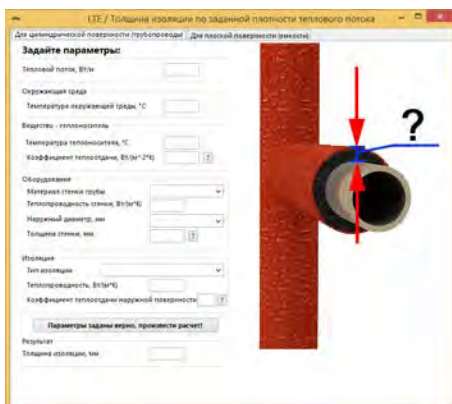 LTE / Толщина изоляции по заданной плотности теплового потока
Для цилиндрической поверхности (трубопроводы)
Для плоской поверхности (емкости)
Задайте параметры:
Тепловой поток, Вт/м
Окружающая среда
Температура окружающей среды, °С
Вещество - теплоноситель
Температура теплоносителя, °С
Коэффициент теплоотдачи, Вт/(м^2*К)
?
Оборудование
Материал стенки трубы
Теплопроводность стенки, Вт/(м*К)
Наружный диаметр, мм
Толщина стенки, мм
?
Изоляция
Тип изоляции
Теплопроводность, Вт/(м*К)
Коэффициент теплоотдачи наружной поверхности
?
Параметры заданы верно, произвести расчет!
Результат
Толщина изоляции, мм
?